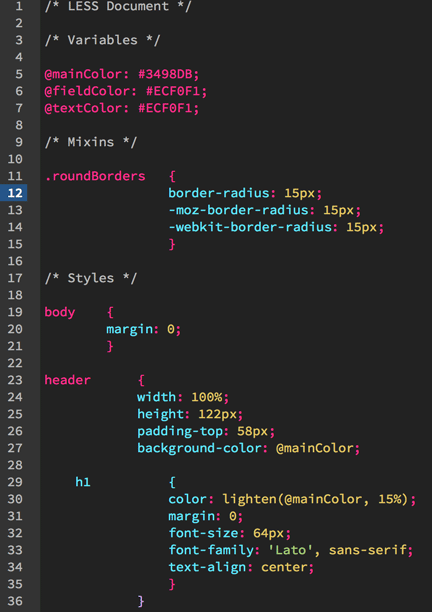 1 /* LESS Document */
2
3 /* Variables */
4
5 @mainColor: #3498DB;
6 @fieldColor: #ECF0F1;
7 @textColor: #ECF0F1;
8
9 /* Mixins */
10
11 .roundBorders {
12 border-radius: 15px;
13 -moz-border-radius: 15px;
14 -webkit-border-radius: 15px;
15 }
16
17 /* Styles */
18
19 body {
20 margin: 0;
21 }
22
23 header {
24 width: 100%;
25 height: 122px;
26 padding-top: 58px;
27 background-color: @mainColor;
28
29 h1 {
30 color: lighten(@mainColor, 15%);
31 margin: 0;
32 font-size: 64px;
33 font-family: 'Lato', sans-serif;
34 text-align: center;
35 }
36 }